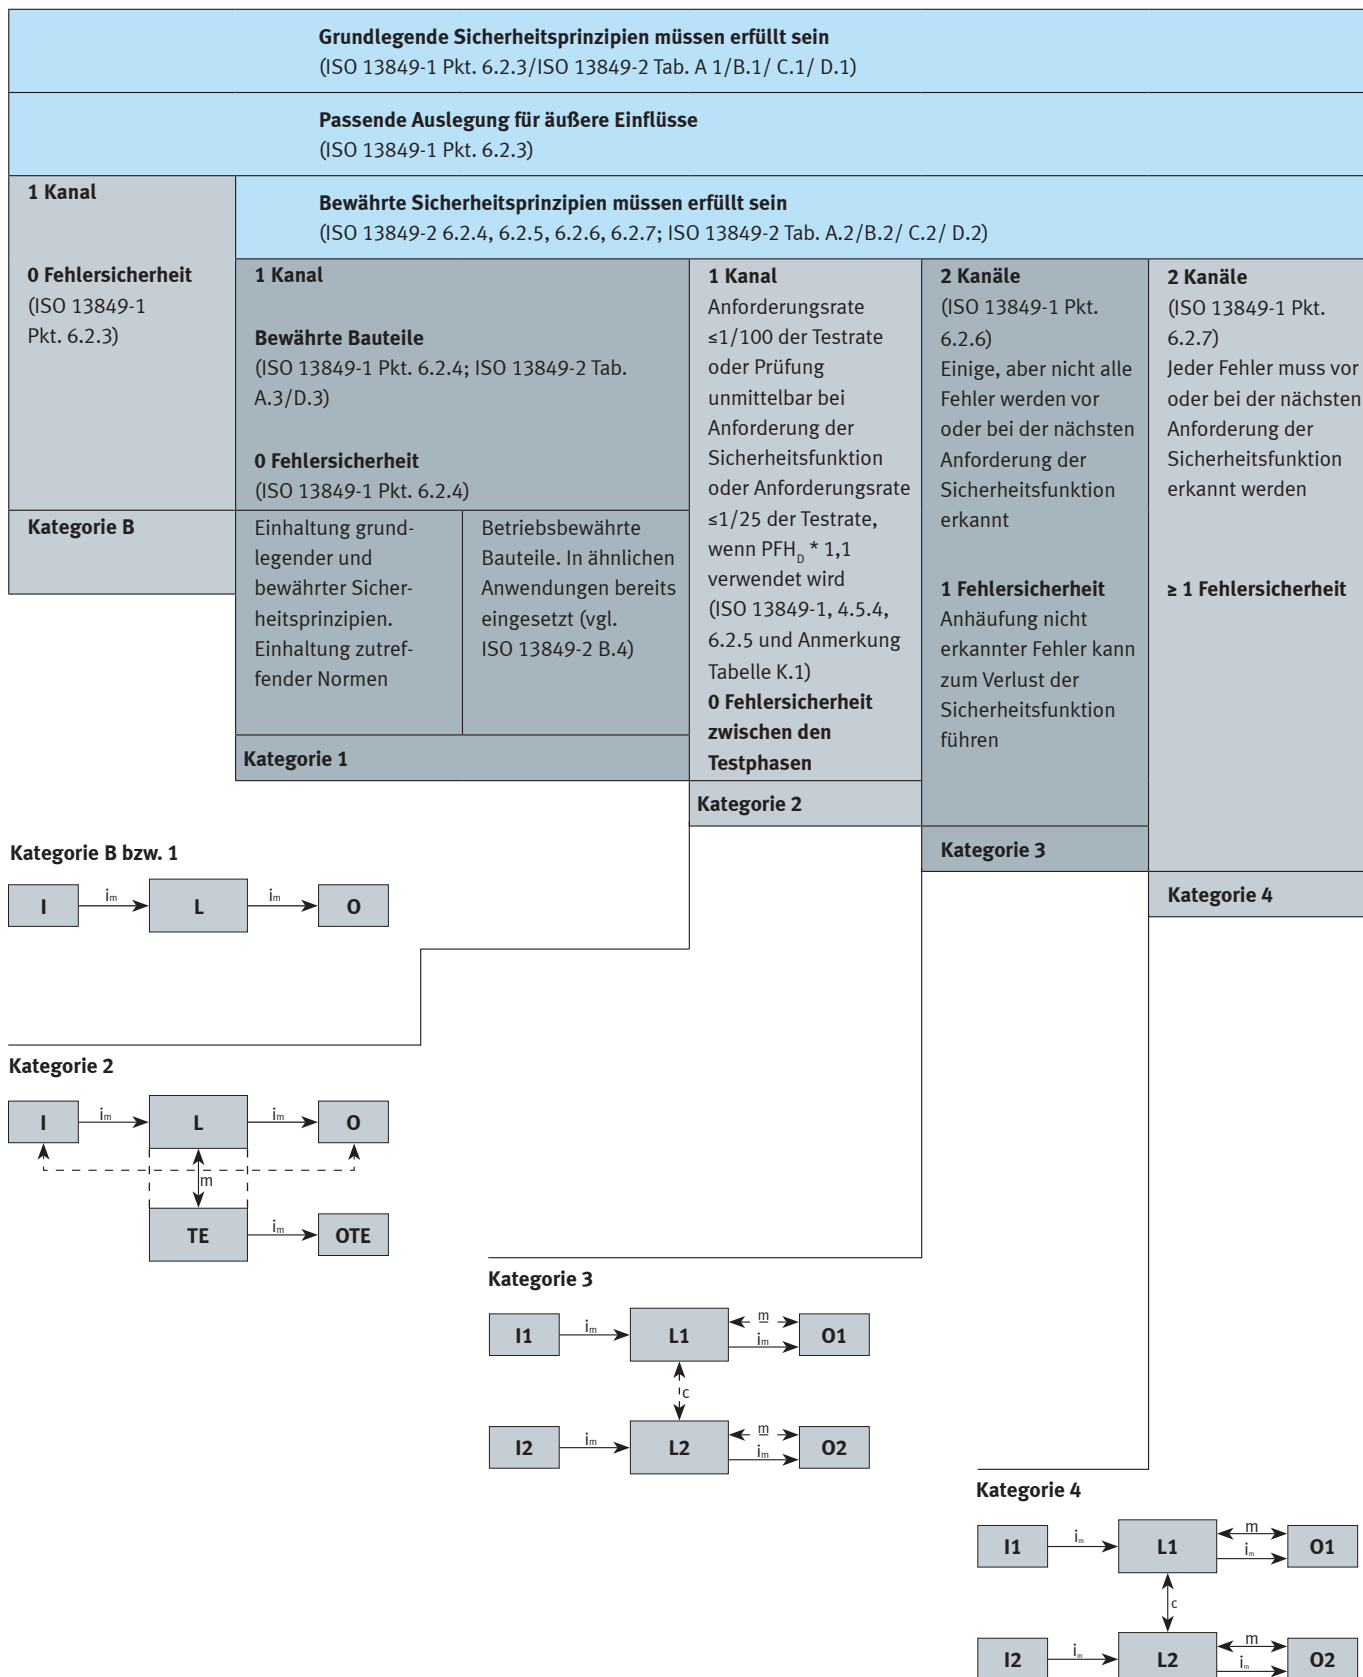 Grundlegende Sicherheitsprinzipien müssen erfüllt sein
(ISO 13849-1 Pkt. 6.2.3/ISO 13849-2 Tab. A 1/B.1/ C.1/ D.1)
Passende Auslegung für äußere Einflüsse
(ISO 13849-1 Pkt. 6.2.3)
1 Kanal
0 Fehlersicherheit
(ISO 13849-1
Pkt. 6.2.3)
Kategorie B
Bewährte Sicherheitsprinzipien müssen erfüllt sein
(ISO 13849-2 6.2.4, 6.2.5, 6.2.6, 6.2.7; ISO 13849-2 Tab. A.2/B.2/ C.2/ D.2)
1 Kanal
Bewährte Bauteile
(ISO 13849-1 Pkt. 6.2.4; ISO 13849-2 Tab.
A.3/D.3)
0 Fehlersicherheit
(ISO 13849-1 Pkt. 6.2.4)
Einhaltung grund-
legender und
bewährter Sicher-
heitsprinzipien.
Einhaltung zutref-
fender Normen
Betriebsbewährte
Bauteile. In ähnlichen
Anwendungen bereits
eingesetzt (vgl.
ISO 13849-2 B.4)
Kategorie 1
1 Kanal
Anforderungsrate
≤1/100 der Testrate
oder Prüfung
unmittelbar bei
Anforderung der
Sicherheitsfunktion
oder Anforderungsrate
≤1/25 der Testrate,
wenn PFH_D * 1,1
verwendet wird
(ISO 13849-1, 4.5.4,
6.2.5 und Anmerkung
Tabelle K.1)
0 Fehlersicherheit
zwischen den
Testphasen
Kategorie 2
2 Kanäle
(ISO 13849-1 Pkt.
6.2.6)
Einige, aber nicht alle
Fehler werden vor
oder bei der nächsten
Anforderung der
Sicherheitsfunktion
erkannt
1 Fehlersicherheit
Anhäufung nicht
erkannter Fehler kann
zum Verlust der
Sicherheitsfunktion
führen
Kategorie 3
2 Kanäle
(ISO 13849-1 Pkt.
6.2.7)
Jeder Fehler muss vor
oder bei der nächsten
Anforderung der
Sicherheitsfunktion
erkannt werden
≥ 1 Fehlersicherheit
Kategorie 4
Kategorie B bzw. 1
I im L im O
Kategorie 2
I im L im O
m
TE im OTE
Kategorie 3
I1 im L1 m im O1
c
I2 im L2 m im O2
Kategorie 4
I1 im L1 m im O1
c
I2 im L2 m im O2